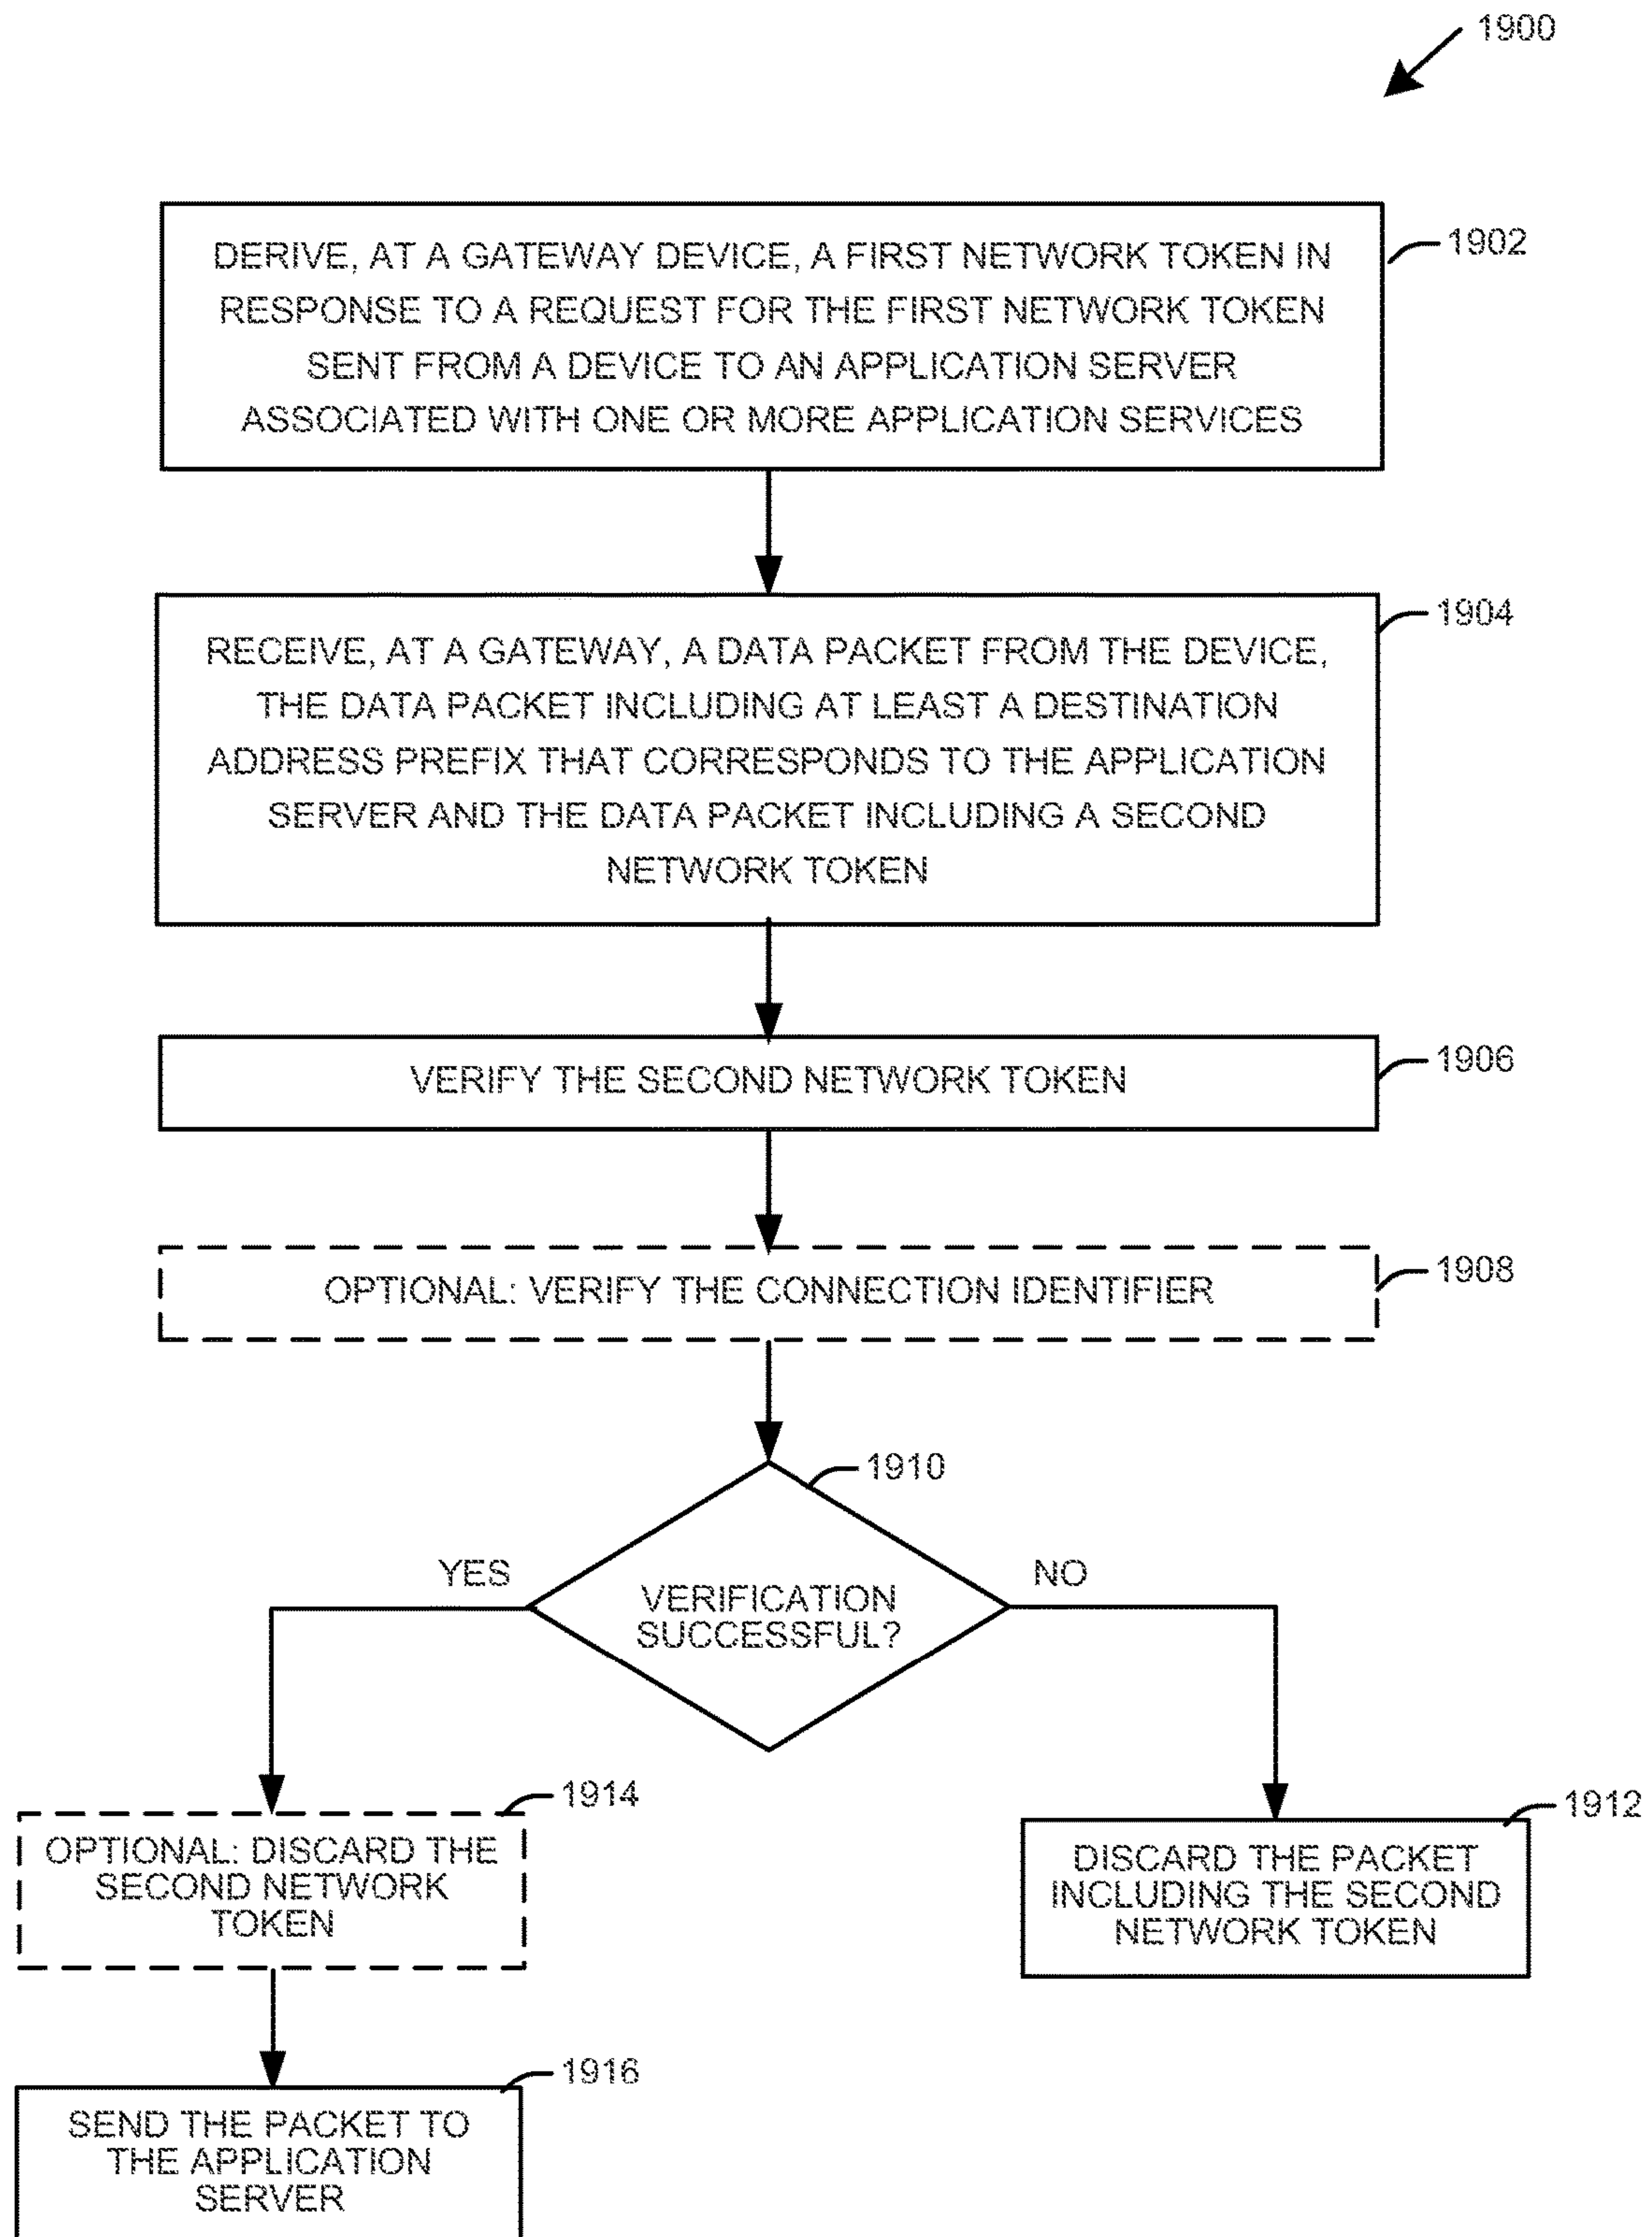 1900
DERIVE, AT A GATEWAY DEVICE, A FIRST NETWORK TOKEN IN
RESPONSE TO A REQUEST FOR THE FIRST NETWORK TOKEN
SENT FROM A DEVICE TO AN APPLICATION SERVER
ASSOCIATED WITH ONE OR MORE APPLICATION SERVICES
1902
RECEIVE, AT A GATEWAY, A DATA PACKET FROM THE DEVICE,
THE DATA PACKET INCLUDING AT LEAST A DESTINATION
ADDRESS PREFIX THAT CORRESPONDS TO THE APPLICATION
SERVER AND THE DATA PACKET INCLUDING A SECOND
NETWORK TOKEN
1904
VERIFY THE SECOND NETWORK TOKEN
1906
OPTIONAL: VERIFY THE CONNECTION IDENTIFIER
1908
1910
YES
VERIFICATION
SUCCESSFUL?
NO
1914
OPTIONAL: DISCARD THE
SECOND NETWORK
TOKEN
1912
DISCARD THE PACKET
INCLUDING THE SECOND
NETWORK TOKEN
1916
SEND THE PACKET TO
THE APPLICATION
SERVER